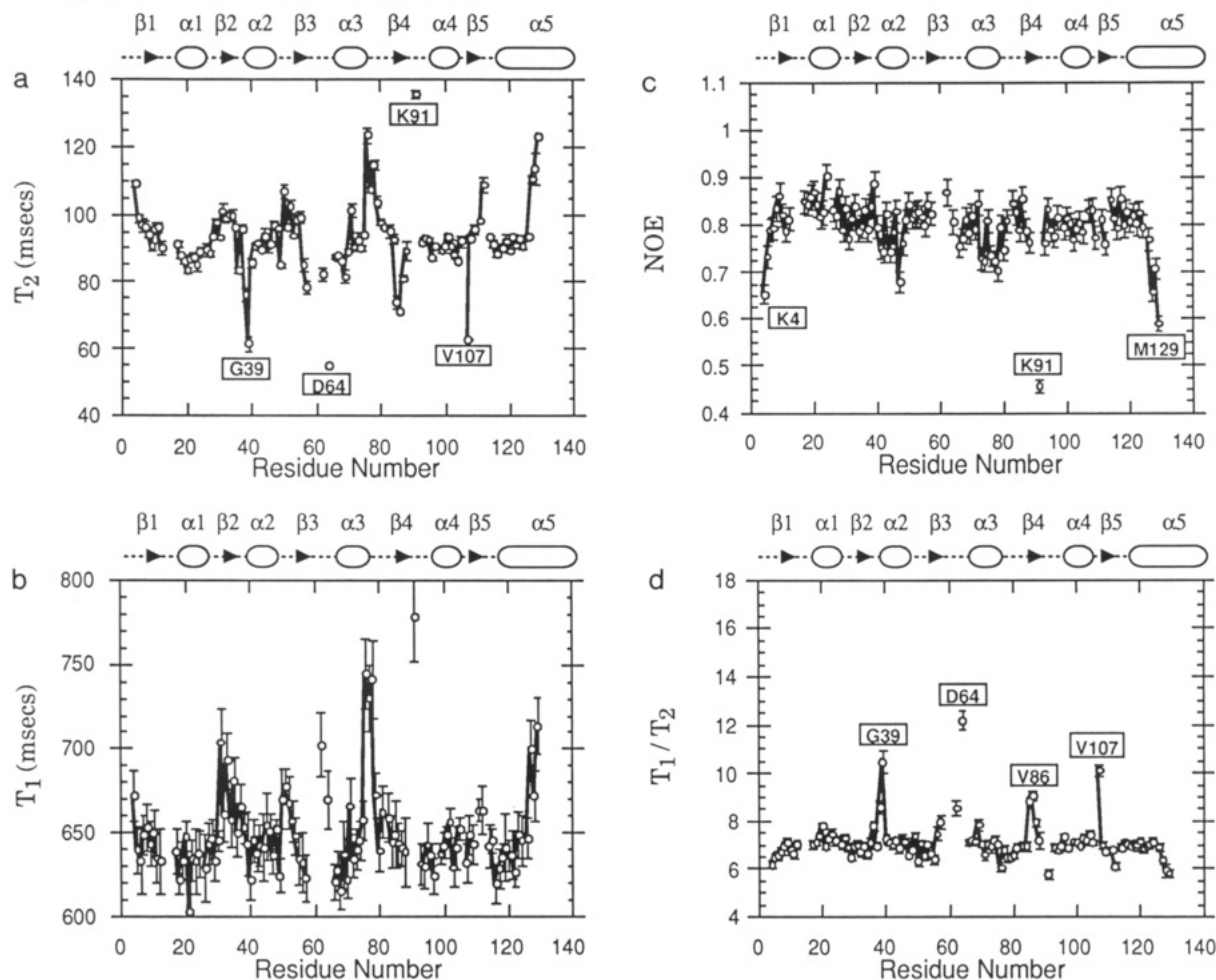 β1 α1 β2 α2 β3 α3 β4 α4 β5 α5
a
T2 (msecs)
140
120
100
80
60
40
K91
G39
D64
V107
0 20 40 60 80 100 120 140
Residue Number
β1 α1 β2 α2 β3 α3 β4 α4 β5 α5
c
NOE
1.1
1
0.9
0.8
0.7
0.6
0.5
0.4
K4
K91
M129
0 20 40 60 80 100 120 140
Residue Number
β1 α1 β2 α2 β3 α3 β4 α4 β5 α5
b
T1 (msecs)
800
750
700
650
600
0 20 40 60 80 100 120 140
Residue Number
β1 α1 β2 α2 β3 α3 β4 α4 β5 α5
d
T1 / T2
18
16
14
12
10
8
6
4
D64
G39
V107
V86
0 20 40 60 80 100 120 140
Residue Number